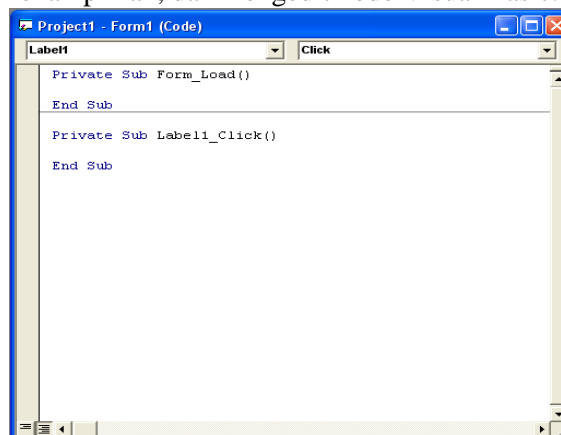 Project1 - Form1 (Code)
Label1 Click
Private Sub Form_Load()
End Sub
Private Sub Label1_Click()
End Sub